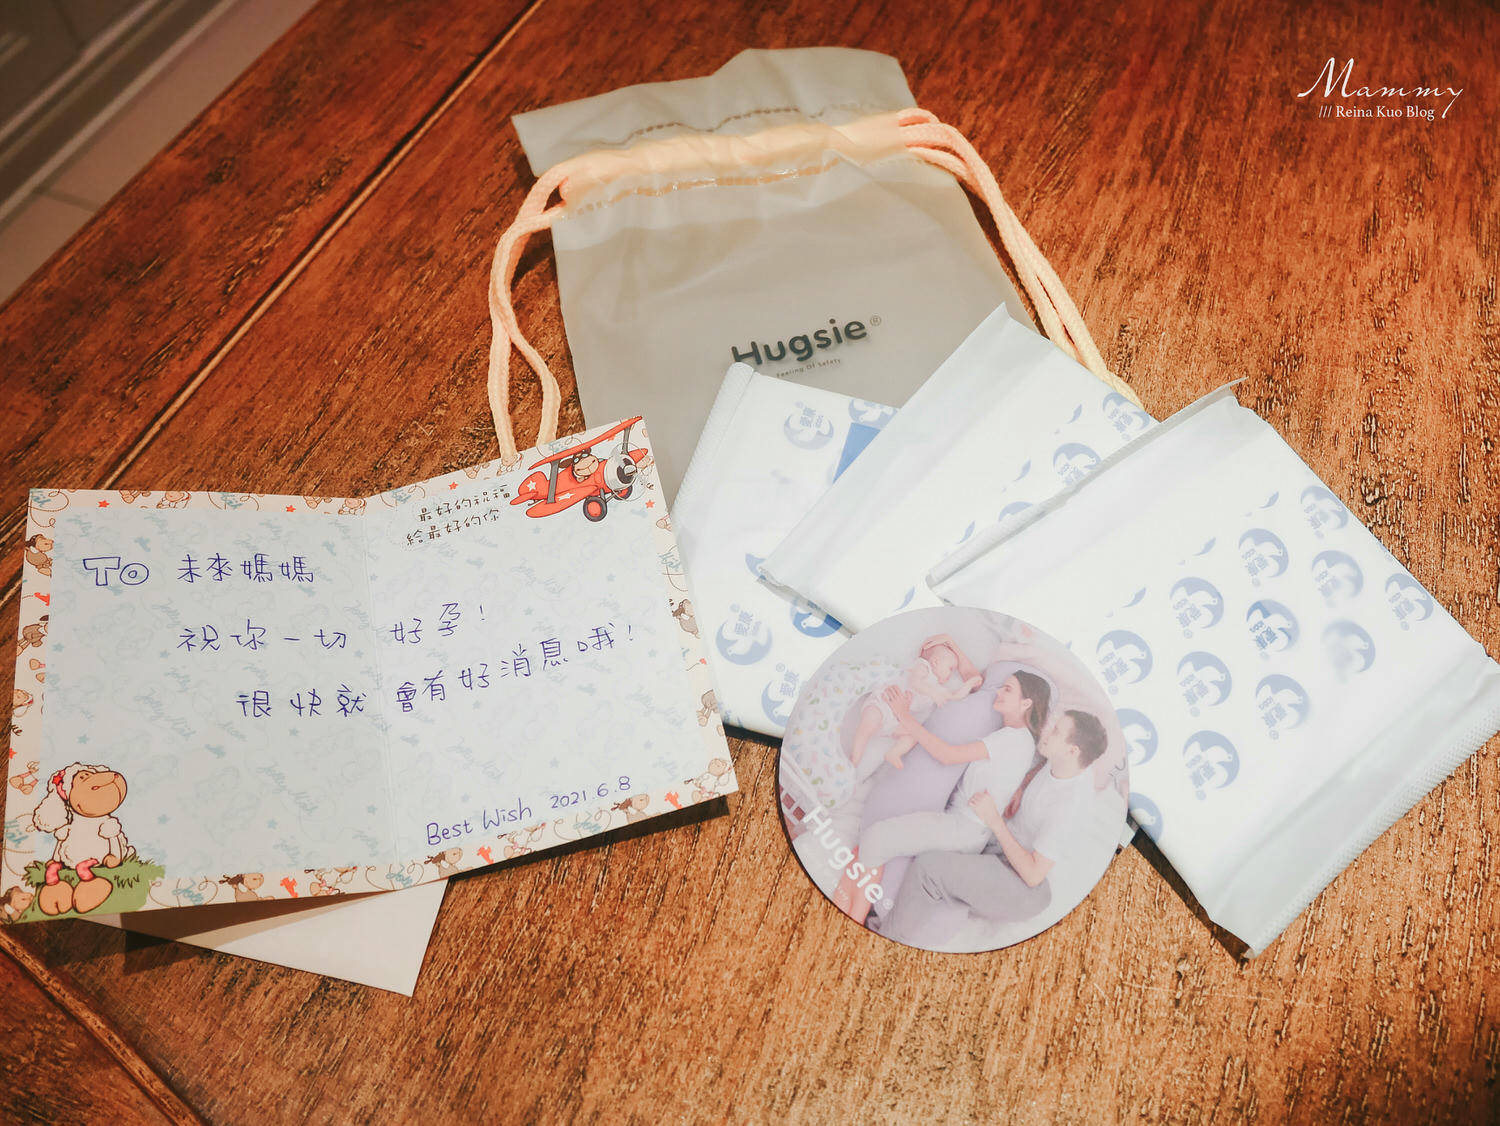 Mammy
/// Reina Kuo Blog
Hugsie®
Feeling Of Safety
最好的祝福
給最好的你
TO 未來媽媽
祝你一切 好孕!
很快就 會有好消息哦!
Best Wish 2021.6.8
愛康
Hugsie®